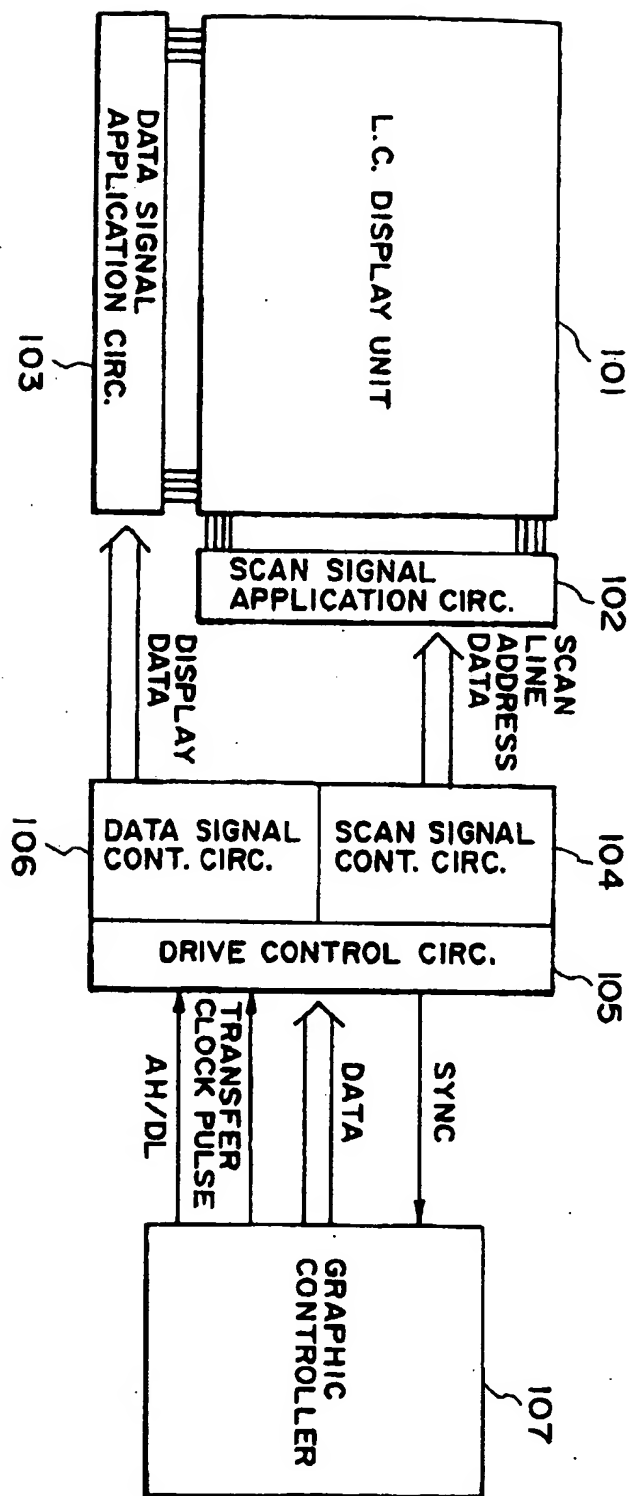 101
L.C. DISPLAY UNIT
102
SCAN SIGNAL
APPLICATION CIRC.
DATA SIGNAL
APPLICATION CIRC.
103
SCAN
LINE
ADDRESS
DATA
DISPLAY
DATA
104
SCAN SIGNAL
CONT. CIRC.
DATA SIGNAL
CONT. CIRC.
106
DRIVE CONTROL CIRC.
105
SYNC
DATA
TRANSFER
CLOCK PULSE
AH/DL
GRAPHIC
CONTROLLER
107